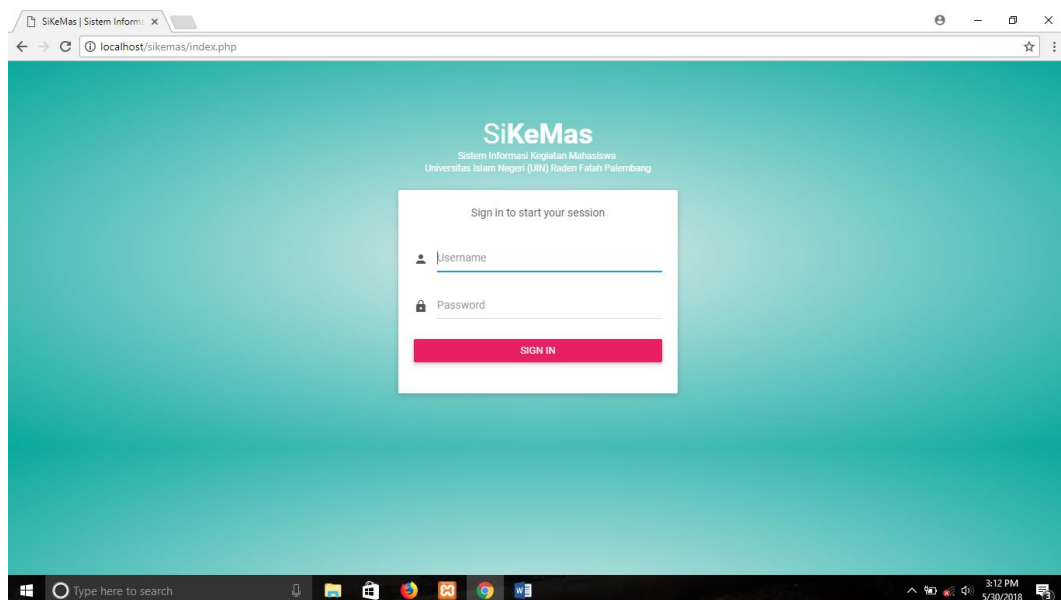 SiKeMas | Sistem Inform
localhost/sikemas/index.php
SiKeMas
Sistem Informasi Kegiatan Mahasiswa
Universitas Islam Negeri (UIN) Raden Fatah Palembang
Sign in to start your session
Username
Password
SIGN IN
Type here to search
3:12 PM
5/30/2018
3